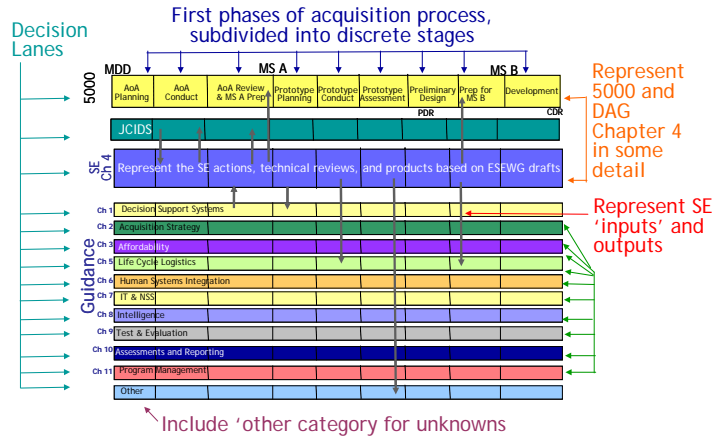 First phases of acquisition process,
subdivided into discrete stages
Decision
Lanes
MDD
MS A
MS B
5000
AoA
Planning
AoA
Conduct
AoA Review
& MS A Prep
Prototype
Planning
Prototype
Conduct
Prototype
Assessment
Preliminary
Design
Prep for
MS B
Development
PDR
CDR
Represent
5000 and
DAG
Chapter 4
in some
detail
JCIDS
SE
Ch 4
Represent the SE actions, technical reviews, and products based on ESEWG drafts
Represent SE
‘inputs’ and
outputs
Guidance
Ch 1 Decision Support Systems
Ch 2 Acquisition Strategy
Ch 3 Affordability
Ch 5 Life Cycle Logistics
Ch 6 Human Systems Integration
Ch 7 IT & NSS
Ch 8 Intelligence
Ch 9 Test & Evaluation
Ch 10 Assessments and Reporting
Ch 11 Program Management
Other
Include ‘other category for unknowns